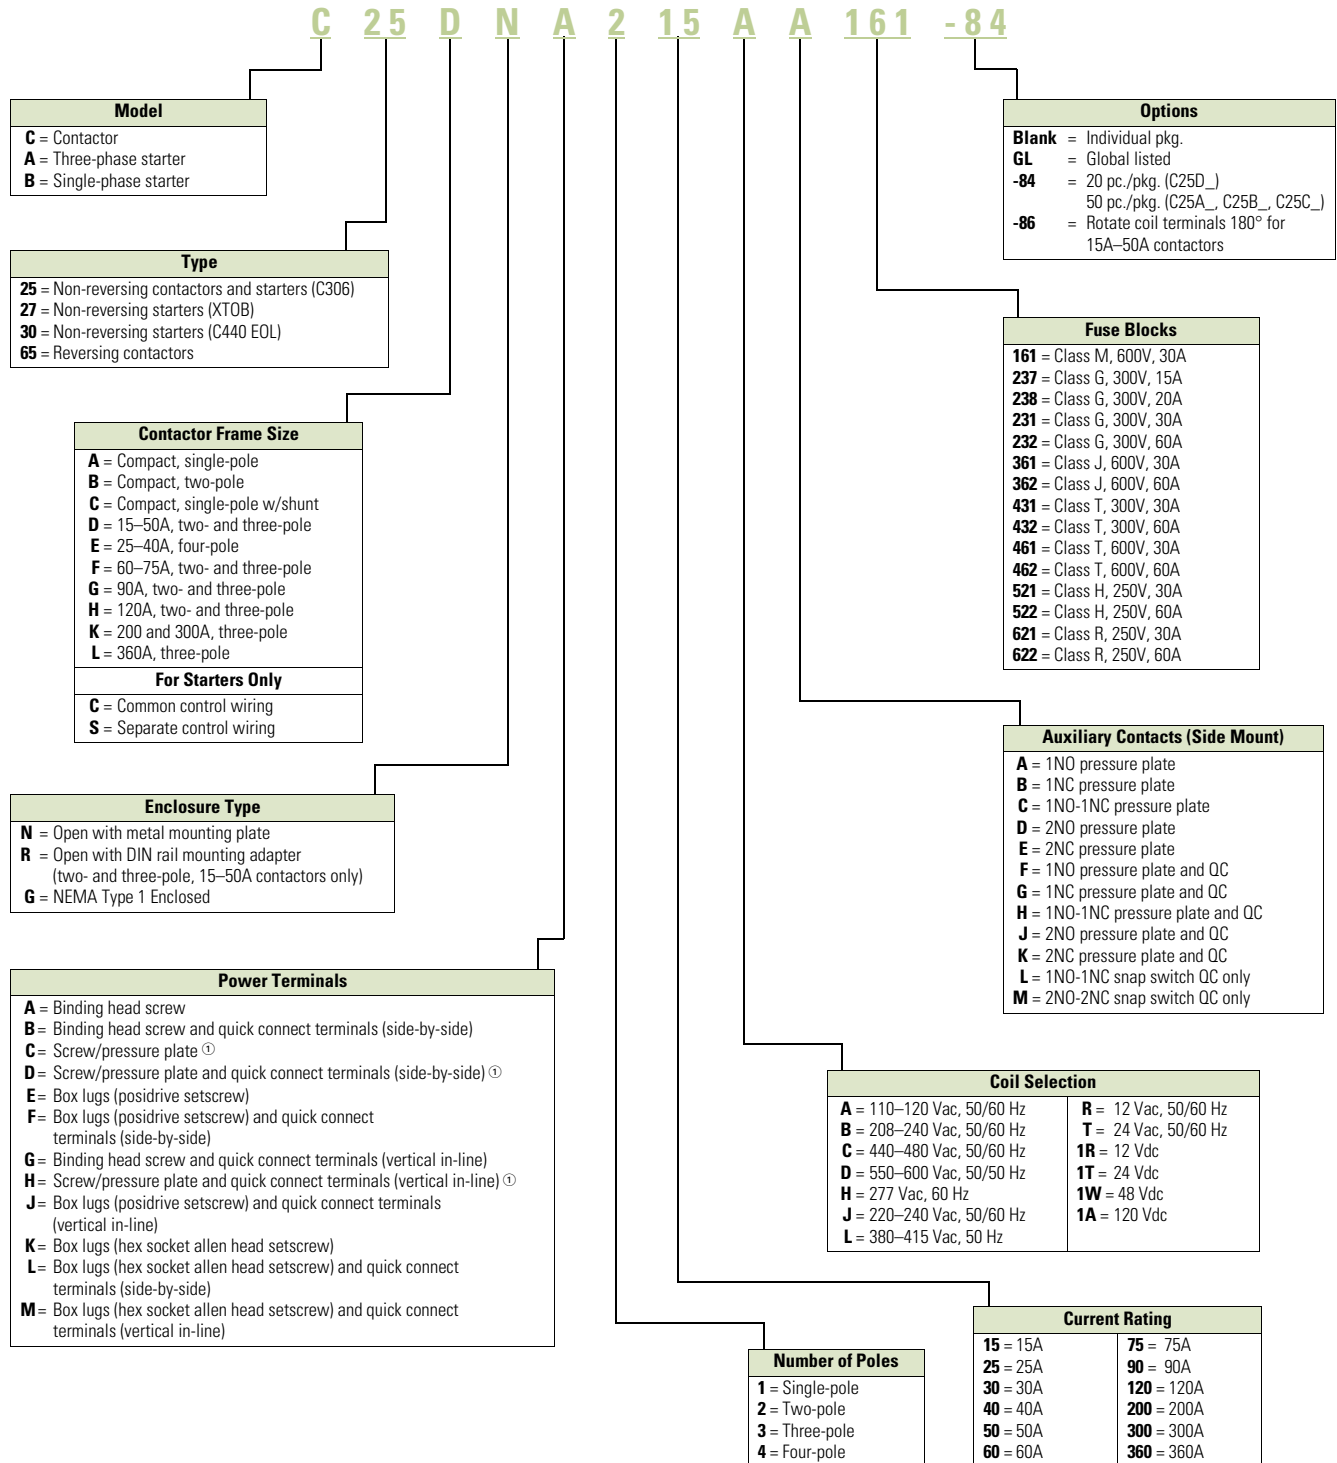 C 25 D N A 2 15 A A 161 -84
Model
C = Contactor
A = Three-phase starter
B = Single-phase starter
Type
25 = Non-reversing contactors and starters (C306)
27 = Non-reversing starters (XTOB)
30 = Non-reversing starters (C440 EOL)
65 = Reversing contactors
Contactor Frame Size
A = Compact, single-pole
B = Compact, two-pole
C = Compact, single-pole w/shunt
D = 15–50A, two- and three-pole
E = 25–40A, four-pole
F = 60–75A, two- and three-pole
G = 90A, two- and three-pole
H = 120A, two- and three-pole
K = 200 and 300A, three-pole
L = 360A, three-pole
For Starters Only
C = Common control wiring
S = Separate control wiring
Enclosure Type
N = Open with metal mounting plate
R = Open with DIN rail mounting adapter
(two- and three-pole, 15–50A contactors only)
G = NEMA Type 1 Enclosed
Power Terminals
A = Binding head screw
B = Binding head screw and quick connect terminals (side-by-side)
C = Screw/pressure plate ①
D = Screw/pressure plate and quick connect terminals (side-by-side) ①
E = Box lugs (posidrive setscrew)
F = Box lugs (posidrive setscrew) and quick connect
terminals (side-by-side)
G = Binding head screw and quick connect terminals (vertical in-line)
H = Screw/pressure plate and quick connect terminals (vertical in-line) ①
J = Box lugs (posidrive setscrew) and quick connect terminals
(vertical in-line)
K = Box lugs (hex socket allen head setscrew)
L = Box lugs (hex socket allen head setscrew) and quick connect
terminals (side-by-side)
M = Box lugs (hex socket allen head setscrew) and quick connect
terminals (vertical in-line)
Options
Blank = Individual pkg.
GL = Global listed
-84 = 20 pc./pkg. (C25D_)
50 pc./pkg. (C25A_, C25B_, C25C_)
-86 = Rotate coil terminals 180° for
15A–50A contactors
Fuse Blocks
161 = Class M, 600V, 30A
237 = Class G, 300V, 15A
238 = Class G, 300V, 20A
231 = Class G, 300V, 30A
232 = Class G, 300V, 60A
361 = Class J, 600V, 30A
362 = Class J, 600V, 60A
431 = Class T, 300V, 30A
432 = Class T, 300V, 60A
461 = Class T, 600V, 30A
462 = Class T, 600V, 60A
521 = Class H, 250V, 30A
522 = Class H, 250V, 60A
621 = Class R, 250V, 30A
622 = Class R, 250V, 60A
Auxiliary Contacts (Side Mount)
A = 1NO pressure plate
B = 1NC pressure plate
C = 1NO-1NC pressure plate
D = 2NO pressure plate
E = 2NC pressure plate
F = 1NO pressure plate and QC
G = 1NC pressure plate and QC
H = 1NO-1NC pressure plate and QC
J = 2NO pressure plate and QC
K = 2NC pressure plate and QC
L = 1NO-1NC snap switch QC only
M = 2NO-2NC snap switch QC only
Coil Selection
A = 110–120 Vac, 50/60 Hz
B = 208–240 Vac, 50/60 Hz
C = 440–480 Vac, 50/60 Hz
D = 550–600 Vac, 50/50 Hz
H = 277 Vac, 60 Hz
J = 220–240 Vac, 50/60 Hz
L = 380–415 Vac, 50 Hz
R = 12 Vac, 50/60 Hz
T = 24 Vac, 50/60 Hz
1R = 12 Vdc
1T = 24 Vdc
1W = 48 Vdc
1A = 120 Vdc
Number of Poles
1 = Single-pole
2 = Two-pole
3 = Three-pole
4 = Four-pole
Current Rating
15 = 15A
25 = 25A
30 = 30A
40 = 40A
50 = 50A
60 = 60A
75 = 75A
90 = 90A
120 = 120A
200 = 200A
300 = 300A
360 = 360A